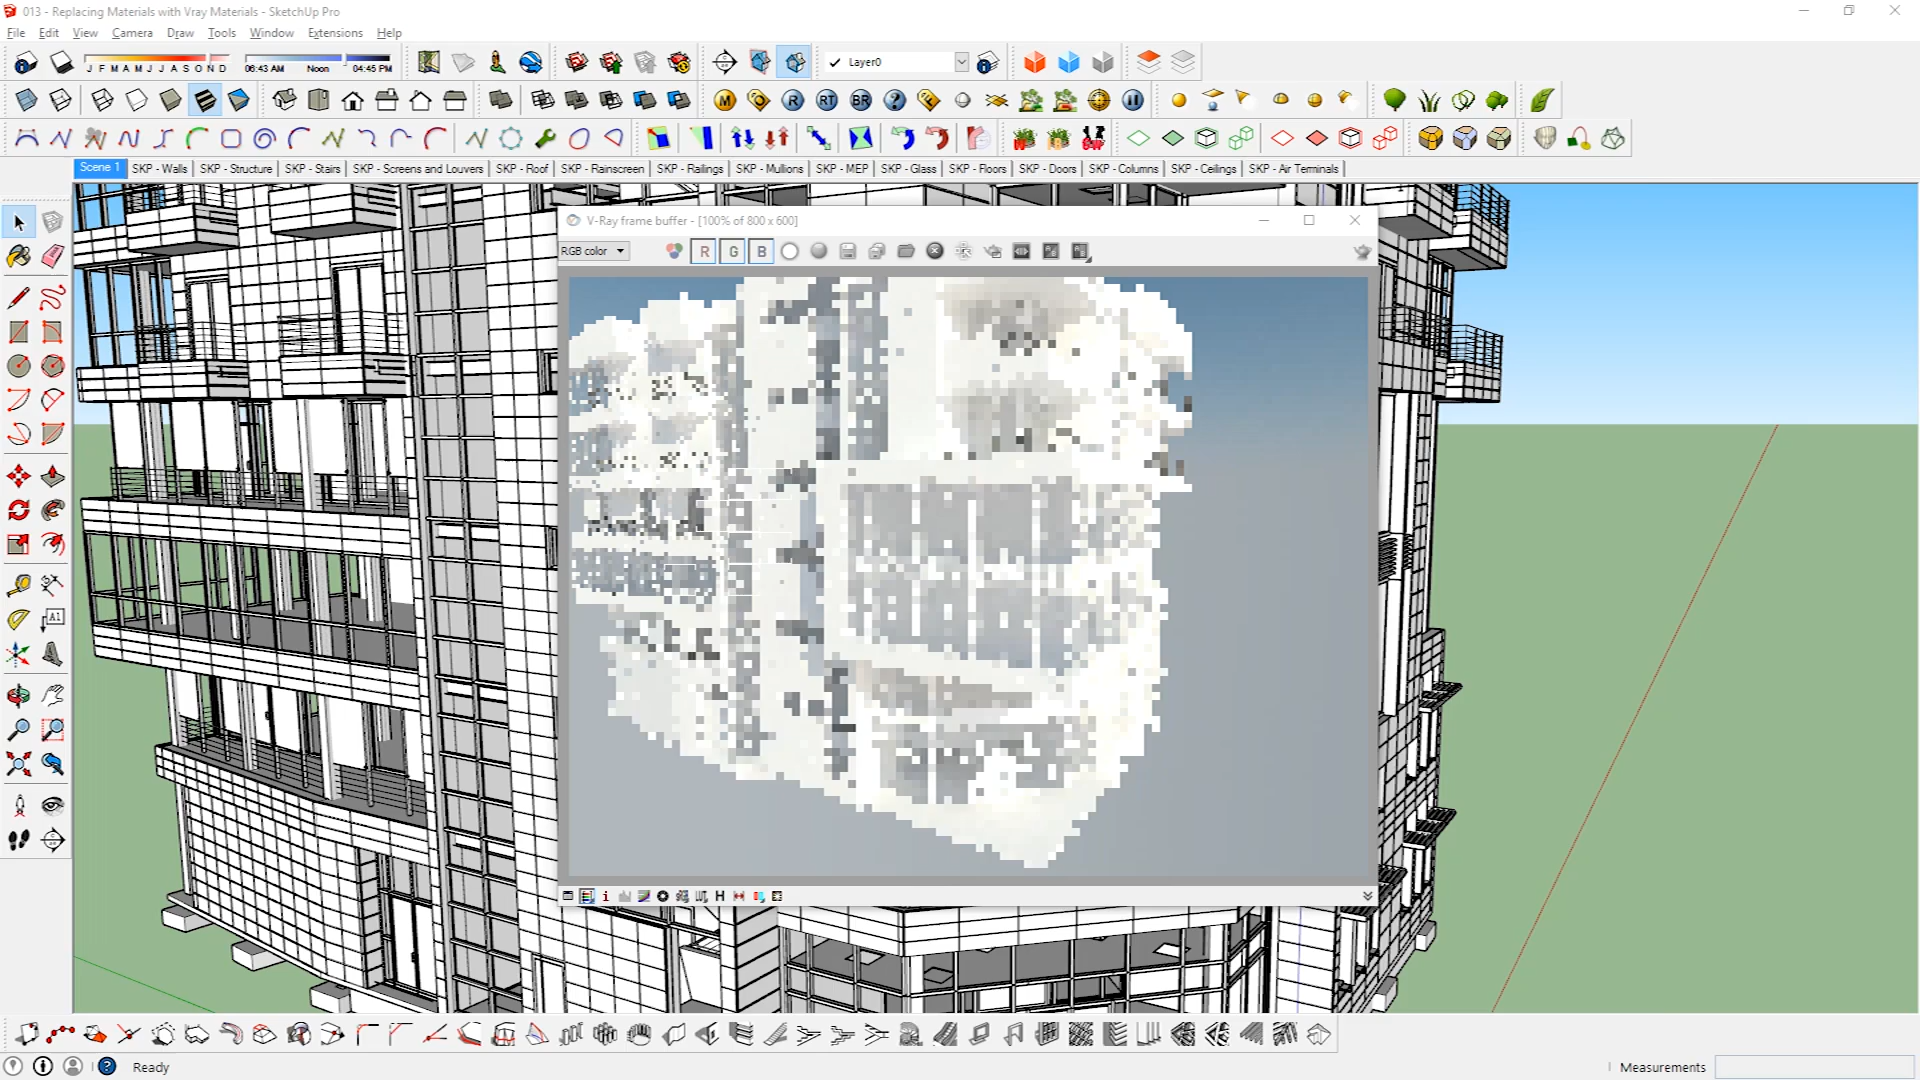 013 - Replacing Materials with Vray Materials - SketchUp Pro
File Edit View Camera Draw Tools Window Extensions Help
J F M A M J J A S O N D 06:43 AM Noon 04:45 PM Layer0
M R RT BR
Scene 1 SKP - Walls SKP - Structure SKP - Stairs SKP - Screens and Louvers SKP - Roof SKP - Rainscreen SKP - Railings SKP - Mullions SKP - MEP SKP - Glass SKP - Floors SKP - Doors SKP - Columns SKP - Ceilings SKP - Air Terminals
V-Ray frame buffer - [100% of 800 x 600]
RGB color R G B
A1
H
Ready Measurements